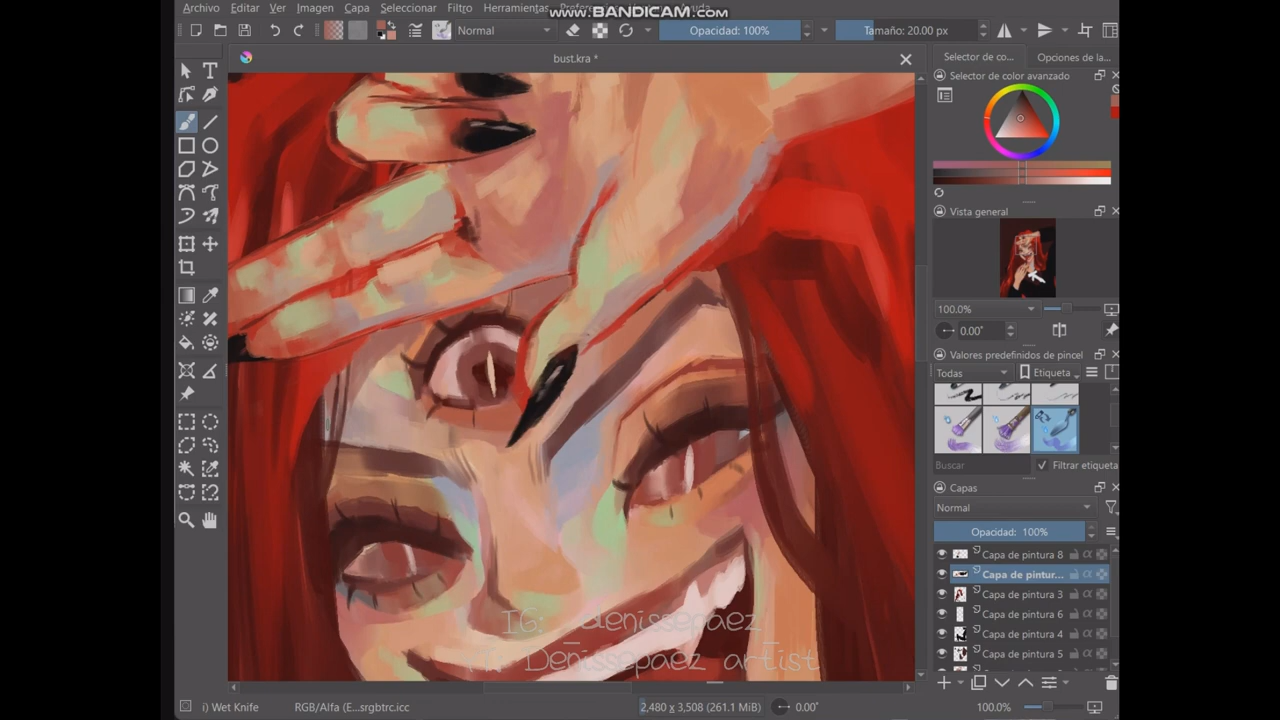 www.BANDICAM.com
Archivo Editar Ver Imagen Capa Seleccionar Filtro Herramientas
Normal
Opacidad: 100%
Tamaño: 20.00 px
bust.kra *
Selector de co...
Opciones de la...
Selector de color avanzado
Vista general
100.0%
0.00°
Valores predefinidos de pincel
Todas
Etiqueta
Buscar
Filtrar etiqueta
Capas
Normal
Opacidad: 100%
Capa de pintura 8
Capa de pintur...
Capa de pintura 3
Capa de pintura 6
Capa de pintura 4
Capa de pintura 5
IG: denissepaez
Denissepaez artist
i) Wet Knife
RGB/Alfa (E...srgbtrc.icc
2,480 x 3,508 (261.1 MiB)
0.00°
100.0%